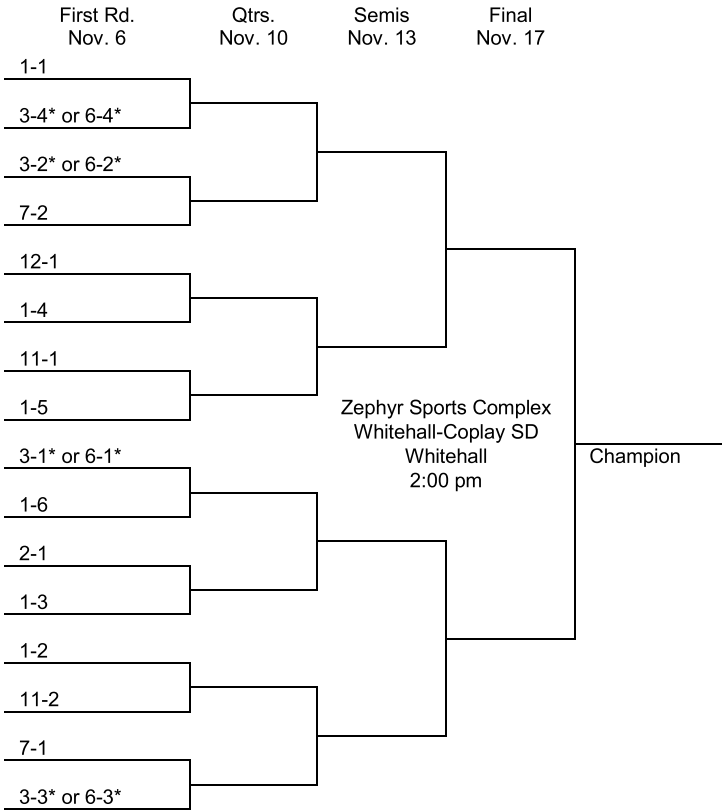 First Rd. Qtrs. Semis Final
Nov. 6 Nov. 10 Nov. 13 Nov. 17
1-1
3-4* or 6-4*
3-2* or 6-2*
7-2
12-1
1-4
11-1
1-5
3-1* or 6-1*
1-6
2-1
1-3
1-2
11-2
7-1
3-3* or 6-3*
Zephyr Sports Complex
Whitehall-Coplay SD
Whitehall
2:00 pm
Champion